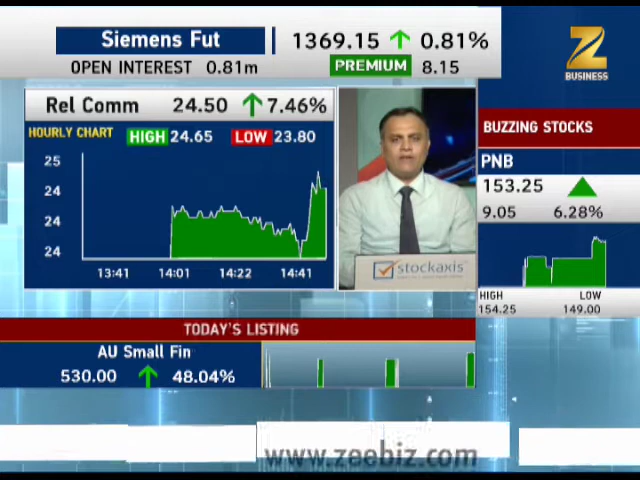 Siemens Fut
1369.15 0.81%
OPEN INTEREST 0.81m
PREMIUM 8.15
Z
BUSINESS
Rel Comm 24.50 7.46%
HOURLY CHART HIGH 24.65 LOW 23.80
25
24
24
24
13:41 14:01 14:22 14:41
stockaxis
BUZZING STOCKS
PNB
153.25
9.05 6.28%
HIGH LOW
154.25 149.00
TODAY'S LISTING
AU Small Fin
530.00 48.04%
www.zeebiz.com